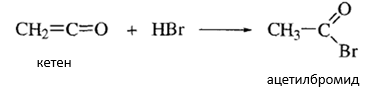 O
CH₂=C=O + HBr ⟶ CH₃—C
Br
кетен
ацетилбромид